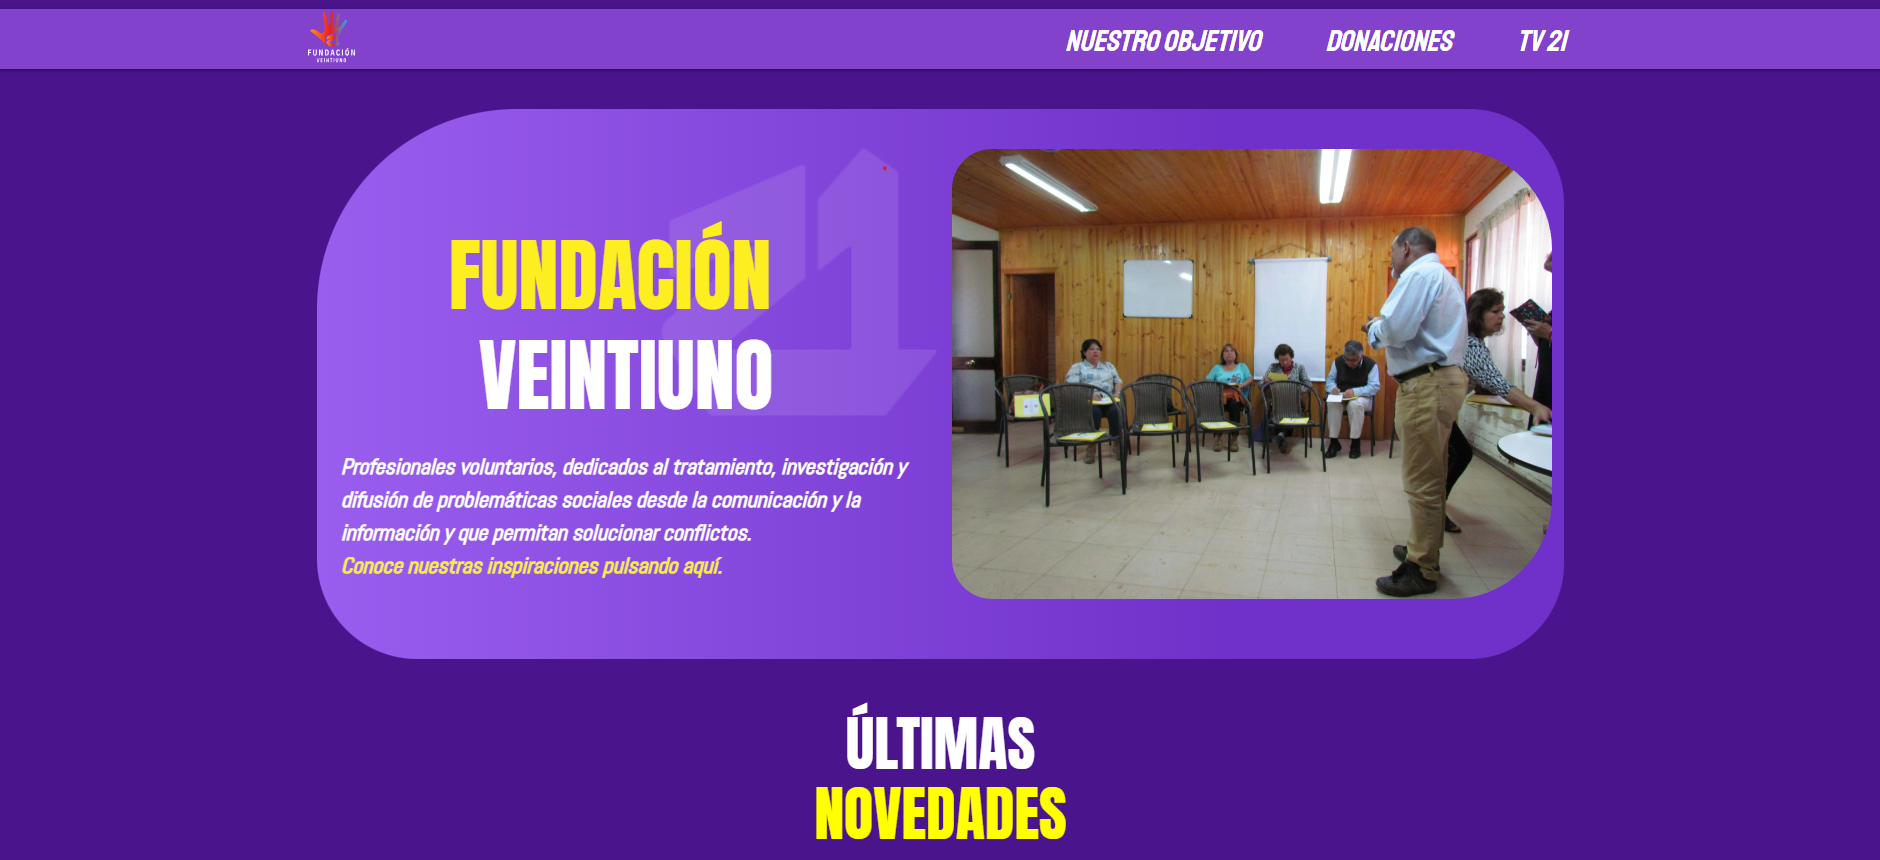 FUNDACIÓN
VEINTIUNO
NUESTRO OBJETIVO
DONACIONES
TV 21
21
FUNDACIÓN
VEINTIUNO
Profesionales voluntarios, dedicados al tratamiento, investigación y
difusión de problemáticas sociales desde la comunicación y la
información y que permitan solucionar conflictos.
Conoce nuestras inspiraciones pulsando aquí.
ÚLTIMAS
NOVEDADES